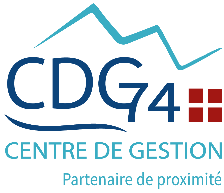 CDG74
CENTRE DE GESTION
Partenaire de proximité